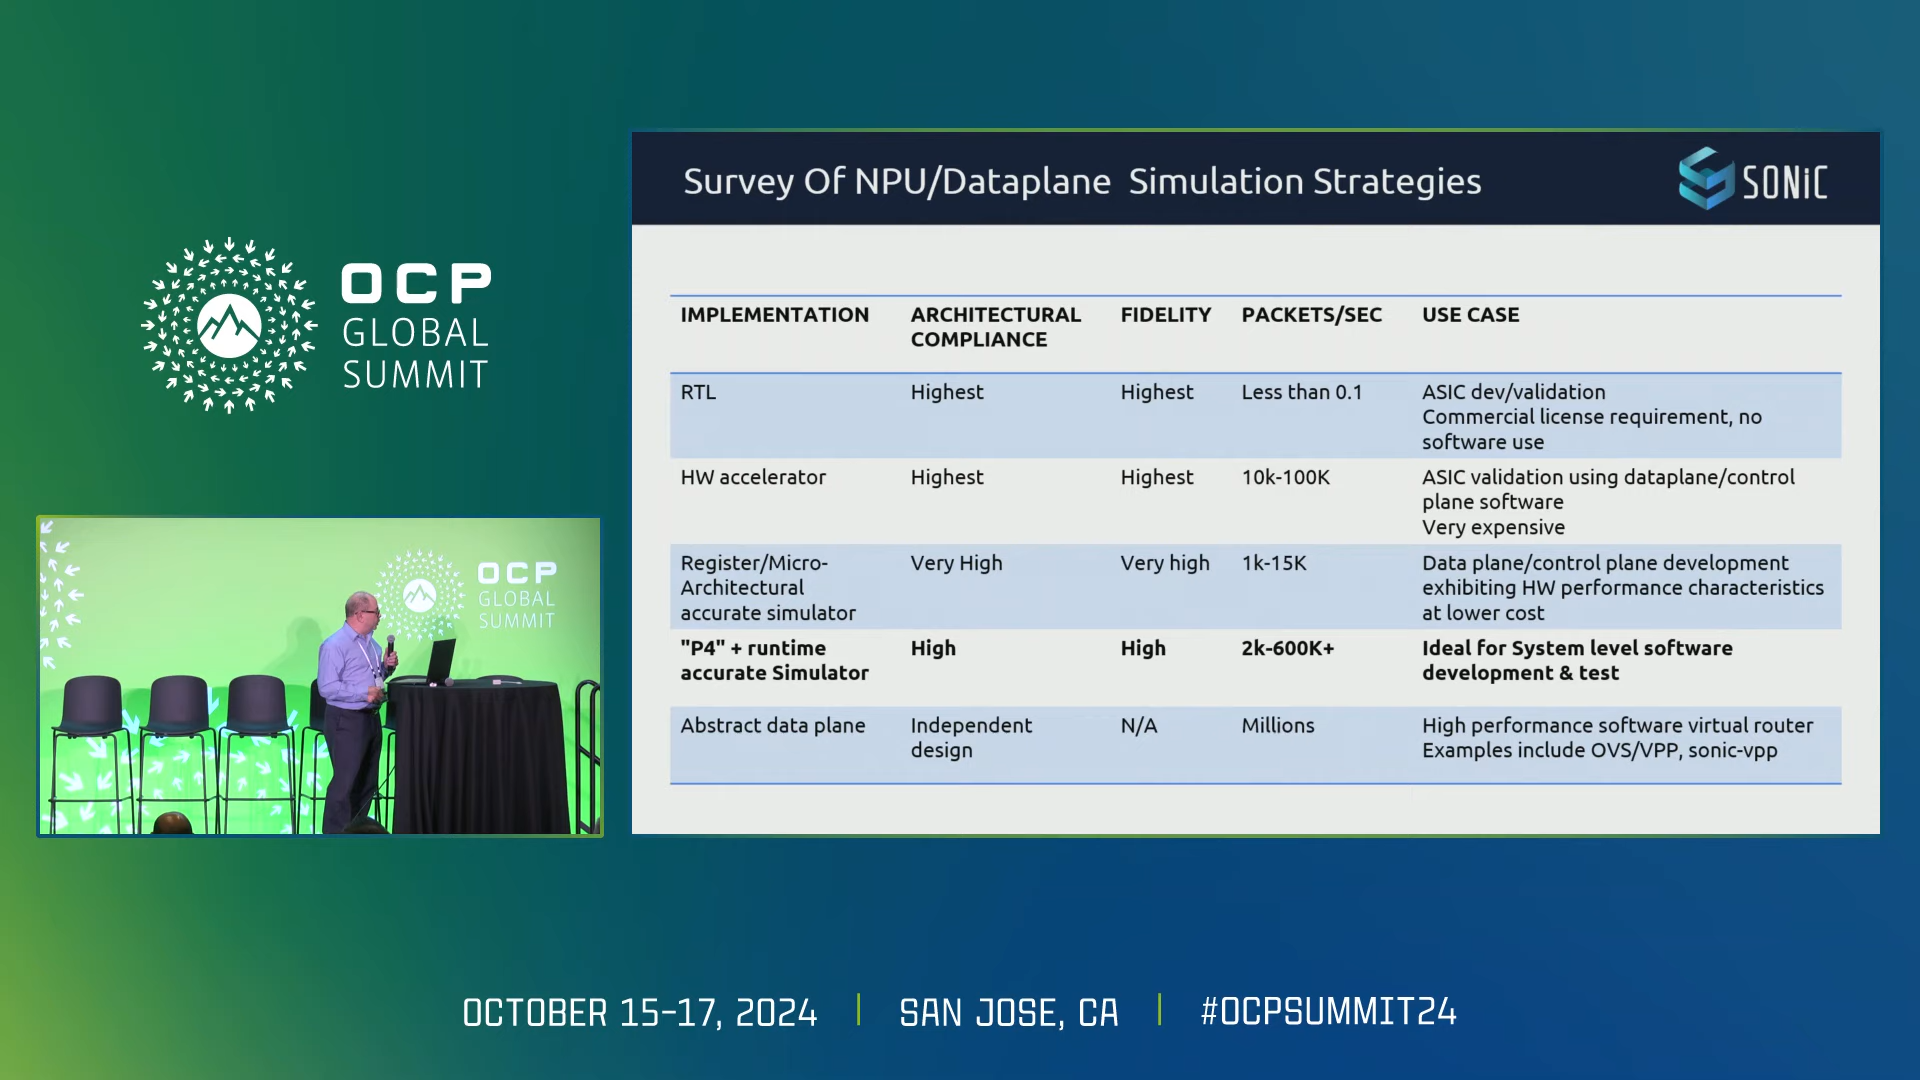 OCP
GLOBAL
SUMMIT
OCP
GLOBAL
SUMMIT
Survey Of NPU/Dataplane Simulation Strategies
SONiC
IMPLEMENTATION
ARCHITECTURAL
COMPLIANCE
FIDELITY
PACKETS/SEC
USE CASE
RTL
Highest
Highest
Less than 0.1
ASIC dev/validation
Commercial license requirement, no
software use
HW accelerator
Highest
Highest
10k-100K
ASIC validation using dataplane/control
plane software
Very expensive
Register/Micro-
Architectural
accurate simulator
Very High
Very high
1k-15K
Data plane/control plane development
exhibiting HW performance characteristics
at lower cost
"P4" + runtime
accurate Simulator
High
High
2k-600K+
Ideal for System level software
development & test
Abstract data plane
Independent
design
N/A
Millions
High performance software virtual router
Examples include OVS/VPP, sonic-vpp
OCTOBER 15-17, 2024
SAN JOSE, CA
#OCPSUMMIT24